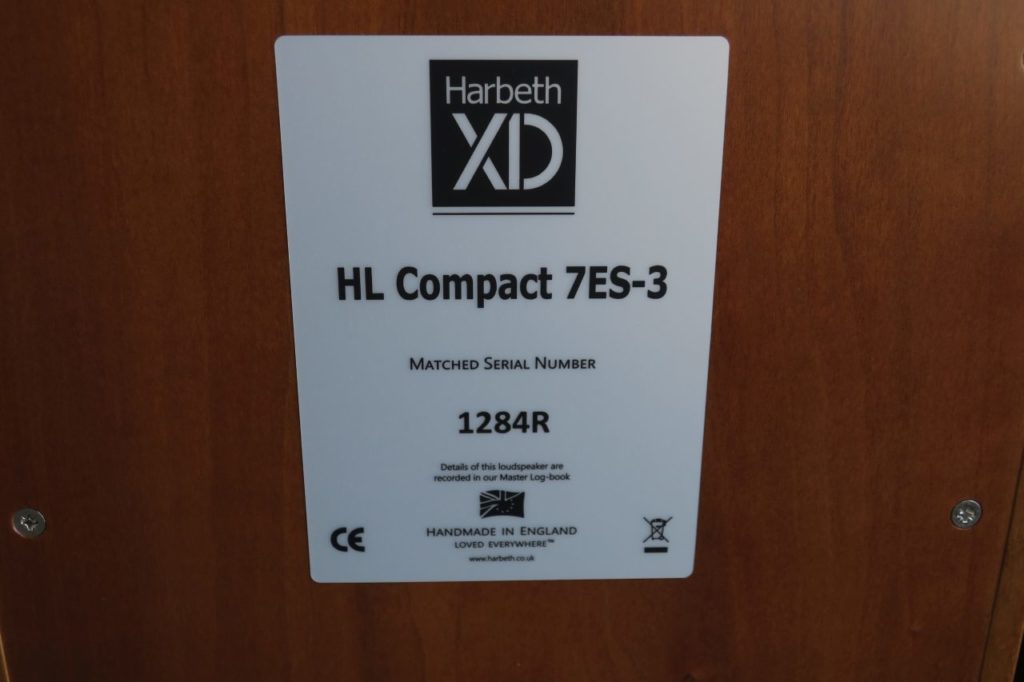 Harbeth
XD
HL Compact 7ES-3
MATCHED SERIAL NUMBER
1284R
Details of this loudspeaker are
recorded in our Master Log-book
CE
HANDMADE IN ENGLAND
LOVED EVERYWHERE™
www.harbeth.co.uk